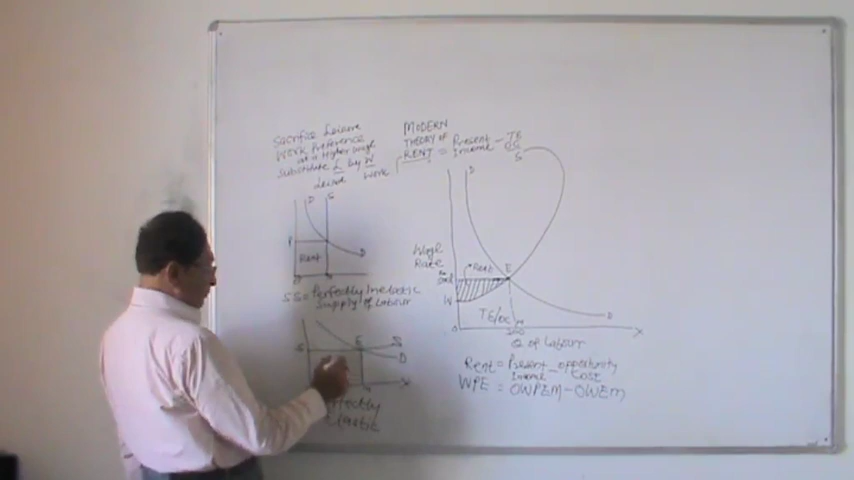 Sacrifice Leisure
Work Preference
at a Higher wage
Substitute L by W
Work
MODERN
THEORY OF
RENT = Present Income - TE
OC
S
D
S
P
Rent
D
SS = Perfectly Inelastic
Supply of Labour
S
E
S
D
X
Elastic
D
Wage
Rate
Rent
E
W
TE/OC
O
D
X
Q of Labour
Rent = Present Income - opportunity
Cost
WPE = OWPEM - OWEM